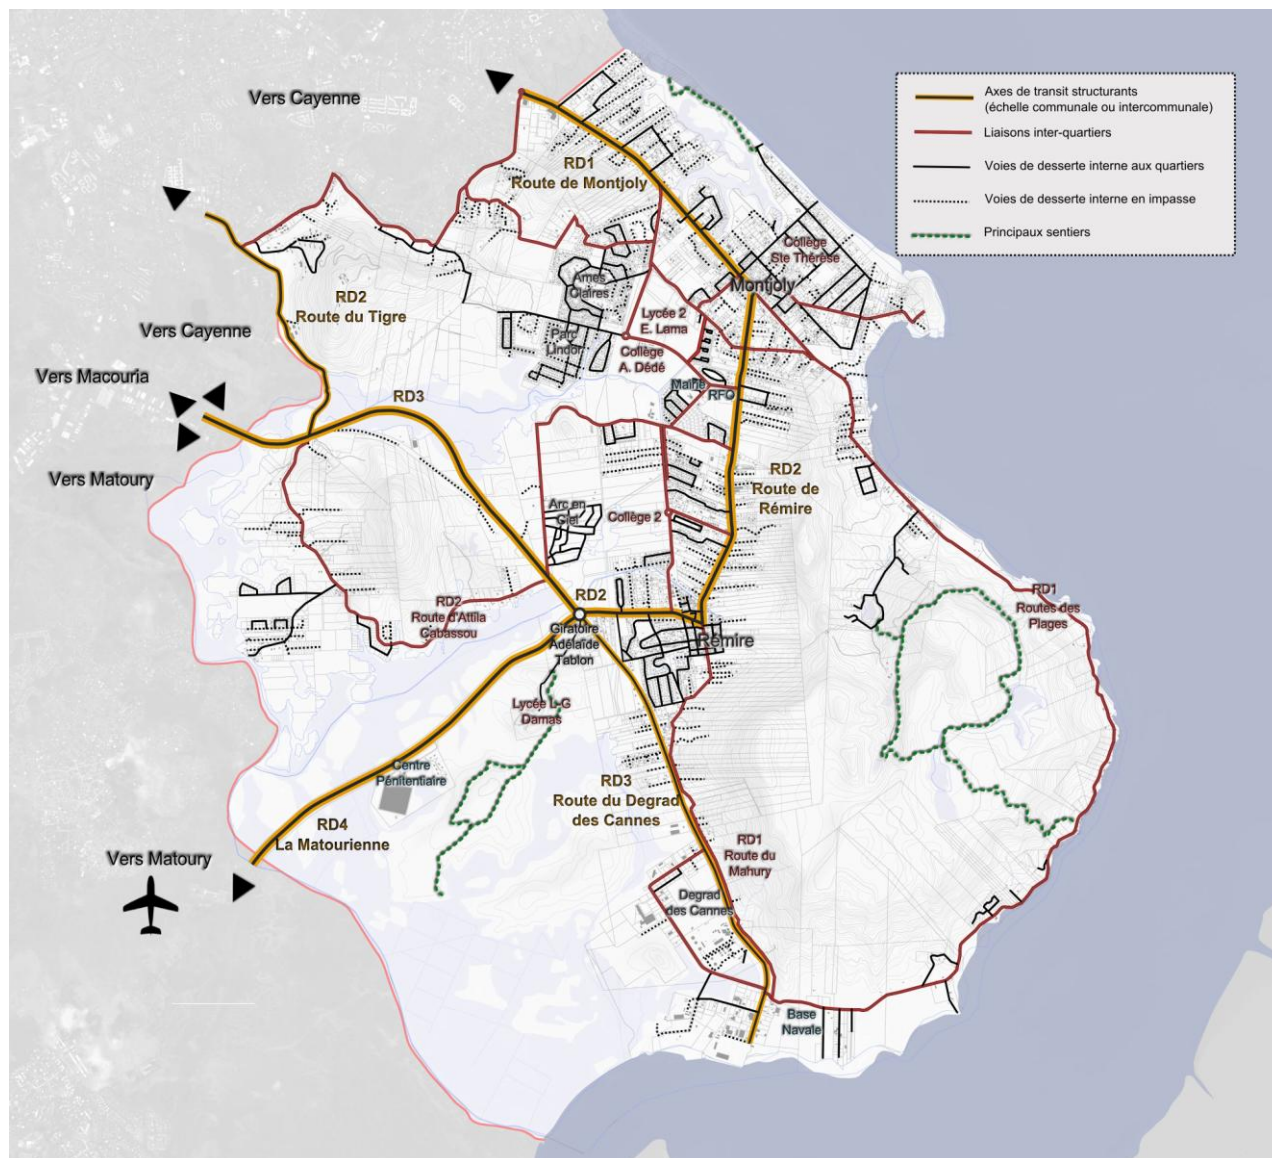 Vers Cayenne
Axes de transit structurants
(échelle communale ou intercommunale)
Liaisons inter-quartiers
Voies de desserte interne aux quartiers
Voies de desserte interne en impasse
Principaux sentiers
RD1
Route de Montjoly
Collège
Ste Thérèse
Montjoly
Ames
Claires
RD2
Route du Tigre
Lycée 2
E. Lama
Vers Cayenne
Parc
Lindor
Collège
A. Dédé
Vers Macouria
Mairie
RFO
RD3
Vers Matoury
RD2
Route de
Rémire
Arc en
Ciel
Collège 2
RD2
RD2
Route d'Attila
Cabassou
RD1
Routes des
Plages
Giratoire
Adélaïde
Tablon
Rémire
Lycée L-G
Damas
Centre
Pénitentiaire
RD3
Route du Degrad
des Cannes
RD4
La Matourienne
RD1
Route du
Mahury
Vers Matoury
Degrad
des Cannes
Base
Navale